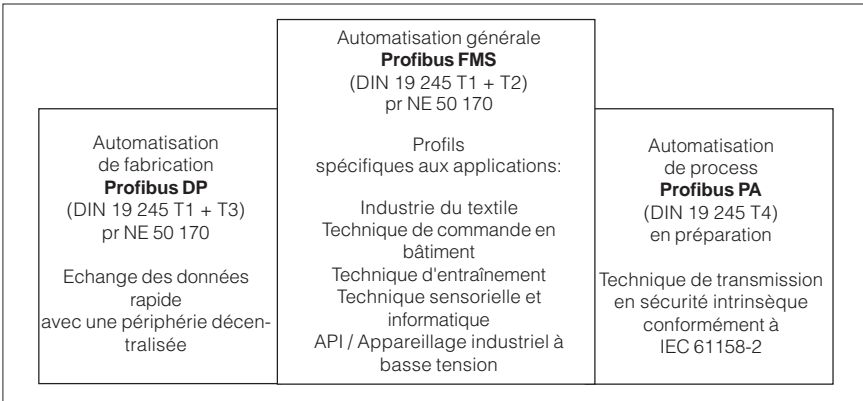 Automatisation
de fabrication
Profibus DP
(DIN 19 245 T1 + T3)
pr NE 50 170
Echange des données
rapide
avec une périphérie décen-
tralisée
Automatisation générale
Profibus FMS
(DIN 19 245 T1 + T2)
pr NE 50 170
Profils
spécifiques aux applications:
Industrie du textile
Technique de commande en
bâtiment
Technique d'entraînement
Technique sensorielle et
informatique
API / Appareillage industriel à
basse tension
Automatisation
de process
Profibus PA
(DIN 19 245 T4)
en préparation
Technique de transmission
en sécurité intrinsèque
conformément à
IEC 61158-2